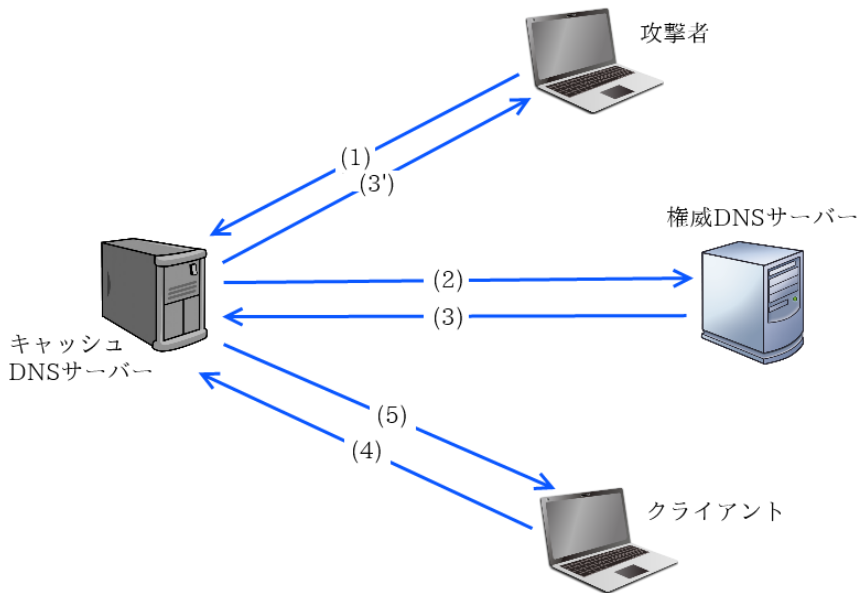 攻撃者
(1)
(3')
権威DNSサーバー
(2)
(3)
キャッシュ
DNSサーバー
(5)
(4)
クライアント